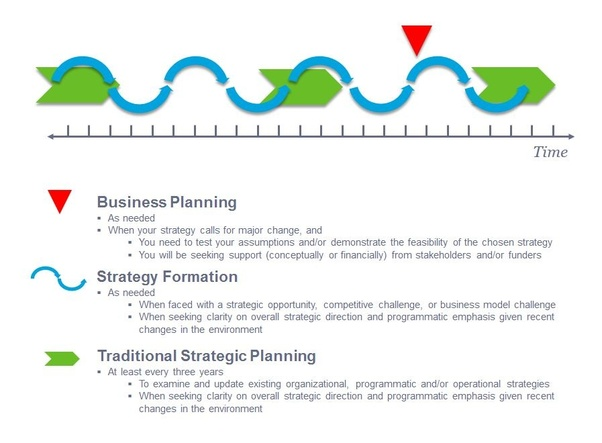 Time
Business Planning
▪ As needed
▪ When your strategy calls for major change, and
▪ You need to test your assumptions and/or demonstrate the feasibility of the chosen strategy
▪ You will be seeking support (conceptually or financially) from stakeholders and/or funders
Strategy Formation
▪ As needed
▪ When faced with a strategic opportunity, competitive challenge, or business model challenge
▪ When seeking clarity on overall strategic direction and programmatic emphasis given recent
changes in the environment
Traditional Strategic Planning
▪ At least every three years
▪ To examine and update existing organizational, programmatic and/or operational strategies
▪ When seeking clarity on overall strategic direction and programmatic emphasis given recent
changes in the environment